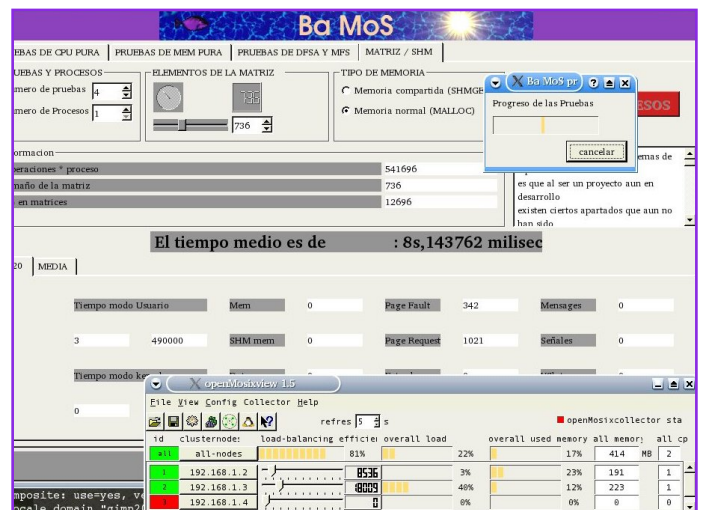 Ba MoS
EBAS DE CPU PURA PRUEBAS DE MEM PURA PRUEBAS DE DFSA Y MFS MATRIZ / SHM
UEBAS Y PROCESOS ELEMENTOS DE LA MATRIZ TIPO DE MEMORIA
mero de pruebas 4
mero de Procesos 1
736
736
Memoria compartida (SHMGE
Memoria normal (MALLOC)
Ba MoS pr
Progreso de las Pruebas
cancelar
ESOS
ormacion
peraciones * proceso 541696
maño de la matriz 736
en matrices 12696
emas de
es que al ser un proyecto aun en
desarrollo
existen ciertos apartados que aun no
han sido
El tiempo medio es de : 8s,143762 milisec
20 MEDIA
Tiempo modo Usuario Mem 0 Page Fault 342 Mensages 0
3 490000 SHM mem 0 Page Request 1021 Señales 0
Tiempo modo ke
0
openMosixview 1.5
File View Config Collector Help
refres 5 s openMosixcollector sta
id clusternode: load-balancing efficie overall load overall used memory all memor all cp
all all-nodes 81% 22% 17% 414 MB 2
1 192.168.1.2 8536 3% 23% 191 1
2 192.168.1.3 18009 40% 12% 223 1
192.168.1.4 0 0% 0% 0 0
mposite: use=yes, ve
ocale domain "gimp20